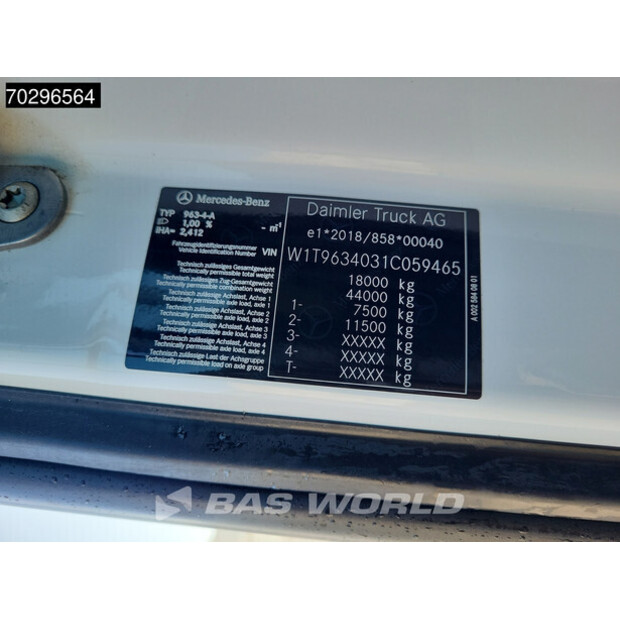 70296564
Mercedes-Benz
TYP 963-4-A
1,00 % - m⁻¹
iHA= 2,412
Fahrzeugidentifizierungsnummer
Vehicle Identification Number VIN
Daimler Truck AG
e1*2018/858*00040
W1T9634031C059465
Technisch zulässiges Gesamtgewicht
Technically permissible total weight
18000 kg
Technisch zulässiges Zug-Gesamtgewicht
Technically permissible combination weight
44000 kg
Technisch zulässige Achslast, Achse 1
Technically permissible axle load, axle 1
1- 7500 kg
Technisch zulässige Achslast, Achse 2
Technically permissible axle load, axle 2
2- 11500 kg
Technisch zulässige Achslast, Achse 3
Technically permissible axle load, axle 3
3- XXXXX kg
Technisch zulässige Achslast, Achse 4
Technically permissible axle load, axle 4
4- XXXXX kg
Technisch zulässige Last der Achsgruppe
Technically permissible load on axle group
T- XXXXX kg
A 002 584 08 01
BAS WORLD